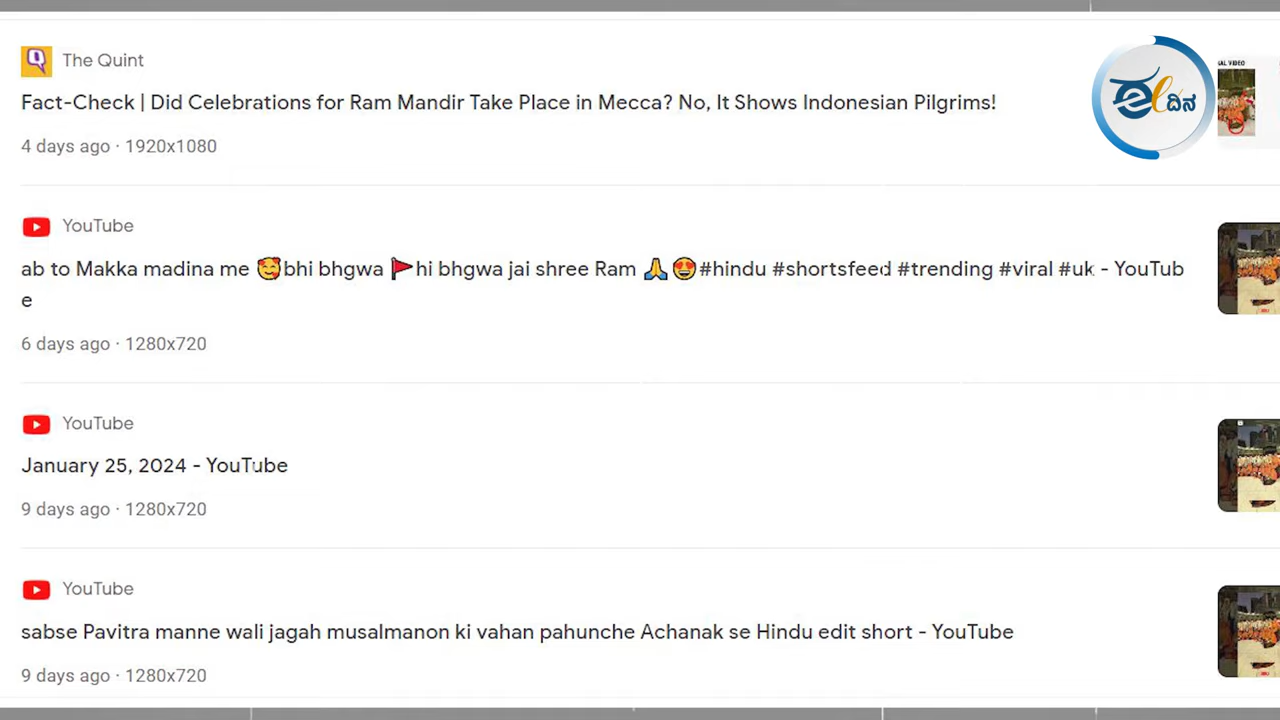 The Quint
Fact-Check | Did Celebrations for Ram Mandir Take Place in Mecca? No, It Shows Indonesian Pilgrims!
4 days ago · 1920x1080
YouTube
ab to Makka madina me 🥰bhi bhgwa 🚩hi bhgwa jai shree Ram 🙏😍#hindu #shortsfeed #trending #viral #uk - YouTub
e
6 days ago · 1280x720
YouTube
January 25, 2024 - YouTube
9 days ago · 1280x720
YouTube
sabse Pavitra manne wali jagah musalmanon ki vahan pahunche Achanak se Hindu edit short - YouTube
9 days ago · 1280x720
AL VIDEO